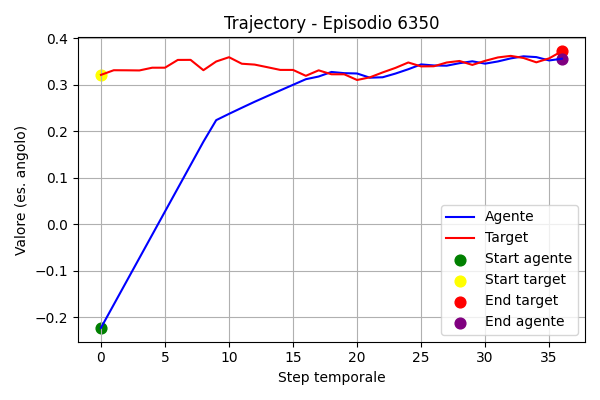 Trajectory - Episodio 6350
Valore (es. angolo)
0.4
0.3
0.2
0.1
0.0
−0.1
−0.2
Agente
Target
Start agente
Start target
End target
End agente
0 5 10 15 20 25 30 35
Step temporale